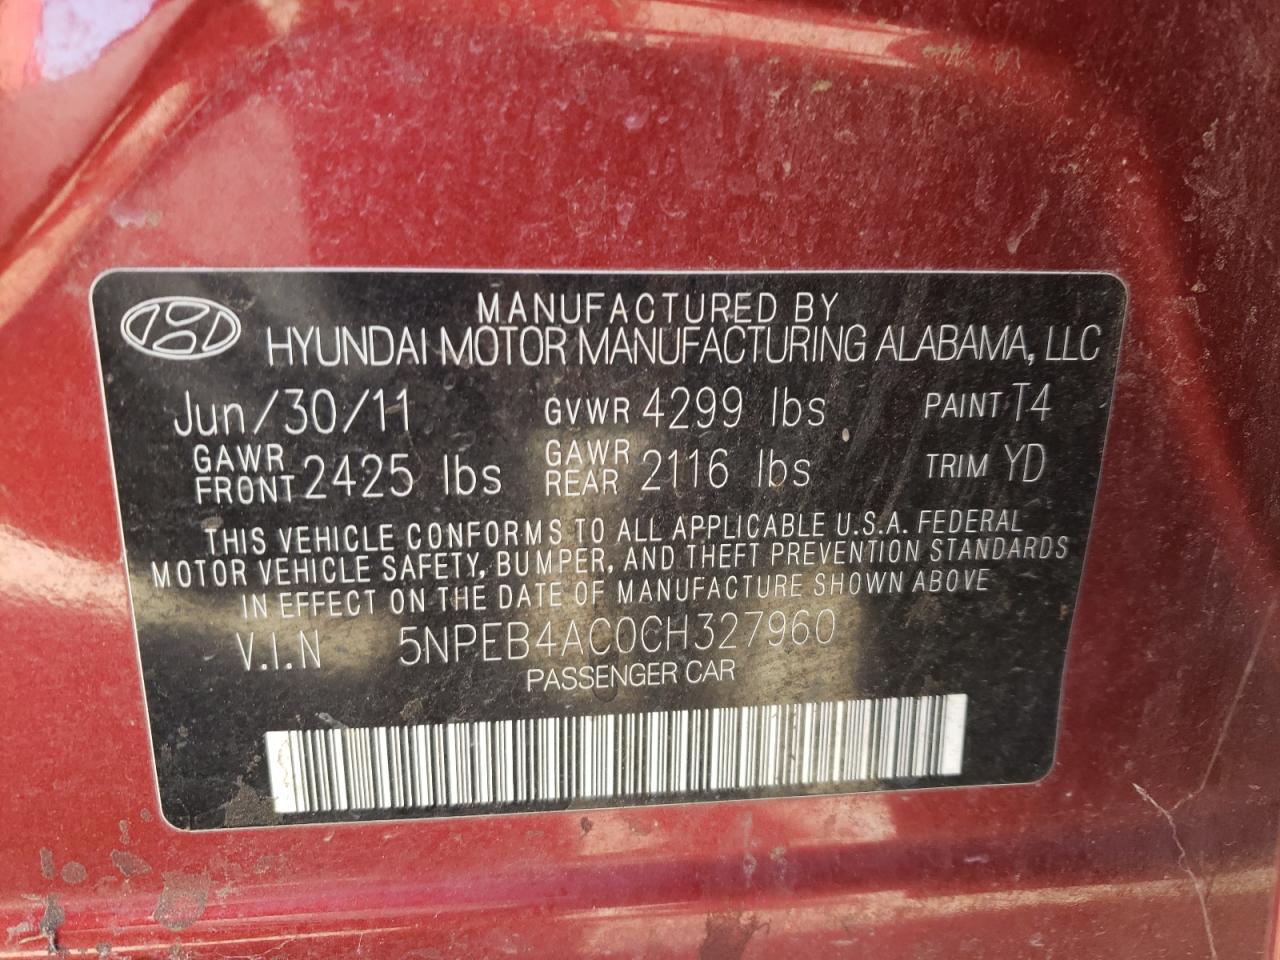 MANUFACTURED BY
HYUNDAI MOTOR MANUFACTURING ALABAMA, LLC
Jun/30/11 GVWR 4299 lbs PAINT T4
GAWR FRONT 2425 lbs GAWR REAR 2116 lbs TRIM YD
THIS VEHICLE CONFORMS TO ALL APPLICABLE U.S.A. FEDERAL
MOTOR VEHICLE SAFETY, BUMPER, AND THEFT PREVENTION STANDARDS
IN EFFECT ON THE DATE OF MANUFACTURE SHOWN ABOVE
V.I.N 5NPEB4AC0CH327960
PASSENGER CAR